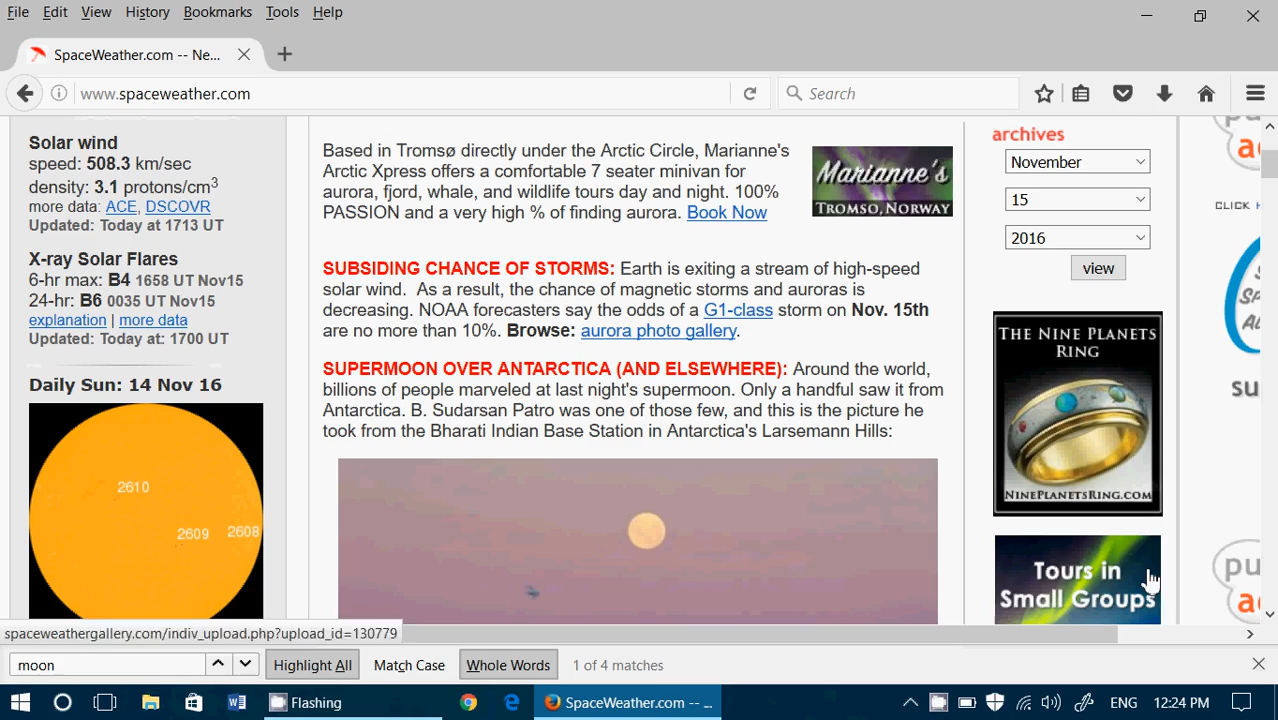 File Edit View History Bookmarks Tools Help
SpaceWeather.com -- Ne...
www.spaceweather.com
Search
Solar wind
speed: 508.3 km/sec
density: 3.1 protons/cm3
more data: ACE, DSCOVR
Updated: Today at 1713 UT
X-ray Solar Flares
6-hr max: B4 1658 UT Nov15
24-hr: B6 0035 UT Nov15
explanation | more data
Updated: Today at: 1700 UT
Daily Sun: 14 Nov 16
2610
2609
2608
Based in Tromsø directly under the Arctic Circle, Marianne's
Arctic Xpress offers a comfortable 7 seater minivan for
aurora, fjord, whale, and wildlife tours day and night. 100%
PASSION and a very high % of finding aurora. Book Now
Marianne's
TROMSO, NORWAY
SUBSIDING CHANCE OF STORMS: Earth is exiting a stream of high-speed
solar wind. As a result, the chance of magnetic storms and auroras is
decreasing. NOAA forecasters say the odds of a G1-class storm on Nov. 15th
are no more than 10%. Browse: aurora photo gallery.
SUPERMOON OVER ANTARCTICA (AND ELSEWHERE): Around the world,
billions of people marveled at last night's supermoon. Only a handful saw it from
Antarctica. B. Sudarsan Patro was one of those few, and this is the picture he
took from the Bharati Indian Base Station in Antarctica's Larsemann Hills:
archives
November
15
2016
view
THE NINE PLANETS
RING
NINEPLANETSRING.COM
Tours in
Small Groups
CLICK
su
pu
spaceweathergallery.com/indiv_upload.php?upload_id=130779
moon
Highlight All Match Case Whole Words 1 of 4 matches
Flashing
SpaceWeather.com -- ...
ENG
12:24 PM